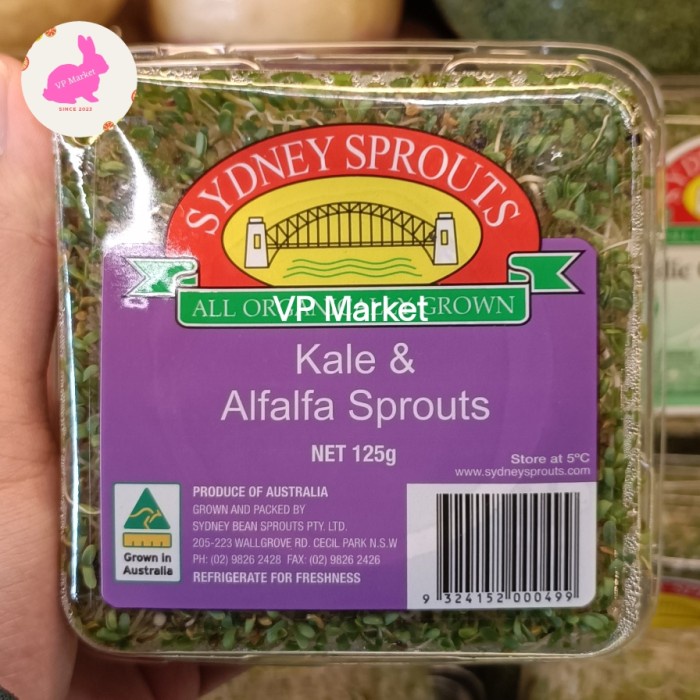 VP Market
SINCE 2022
SYDNEY SPROUTS
ALL ORGANICALLY GROWN
VP Market
Kale &
Alfalfa Sprouts
NET 125g
Store at 5ºC
www.sydneysprouts.com
PRODUCE OF AUSTRALIA
GROWN AND PACKED BY
SYDNEY BEAN SPROUTS PTY. LTD.
205-223 WALLGROVE RD. CECIL PARK N.S.W
PH: (02) 9826 2428 FAX: (02) 9826 2426
REFRIGERATE FOR FRESHNESS
Grown in
Australia
9 324152 000499